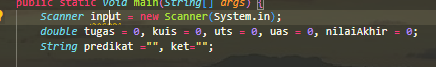 public static void main(String[] args) {
Scanner input = new Scanner(System.in);
double tugas = 0, kuis = 0, uts = 0, uas = 0, nilaiAkhir = 0;
String predikat ="", ket="";